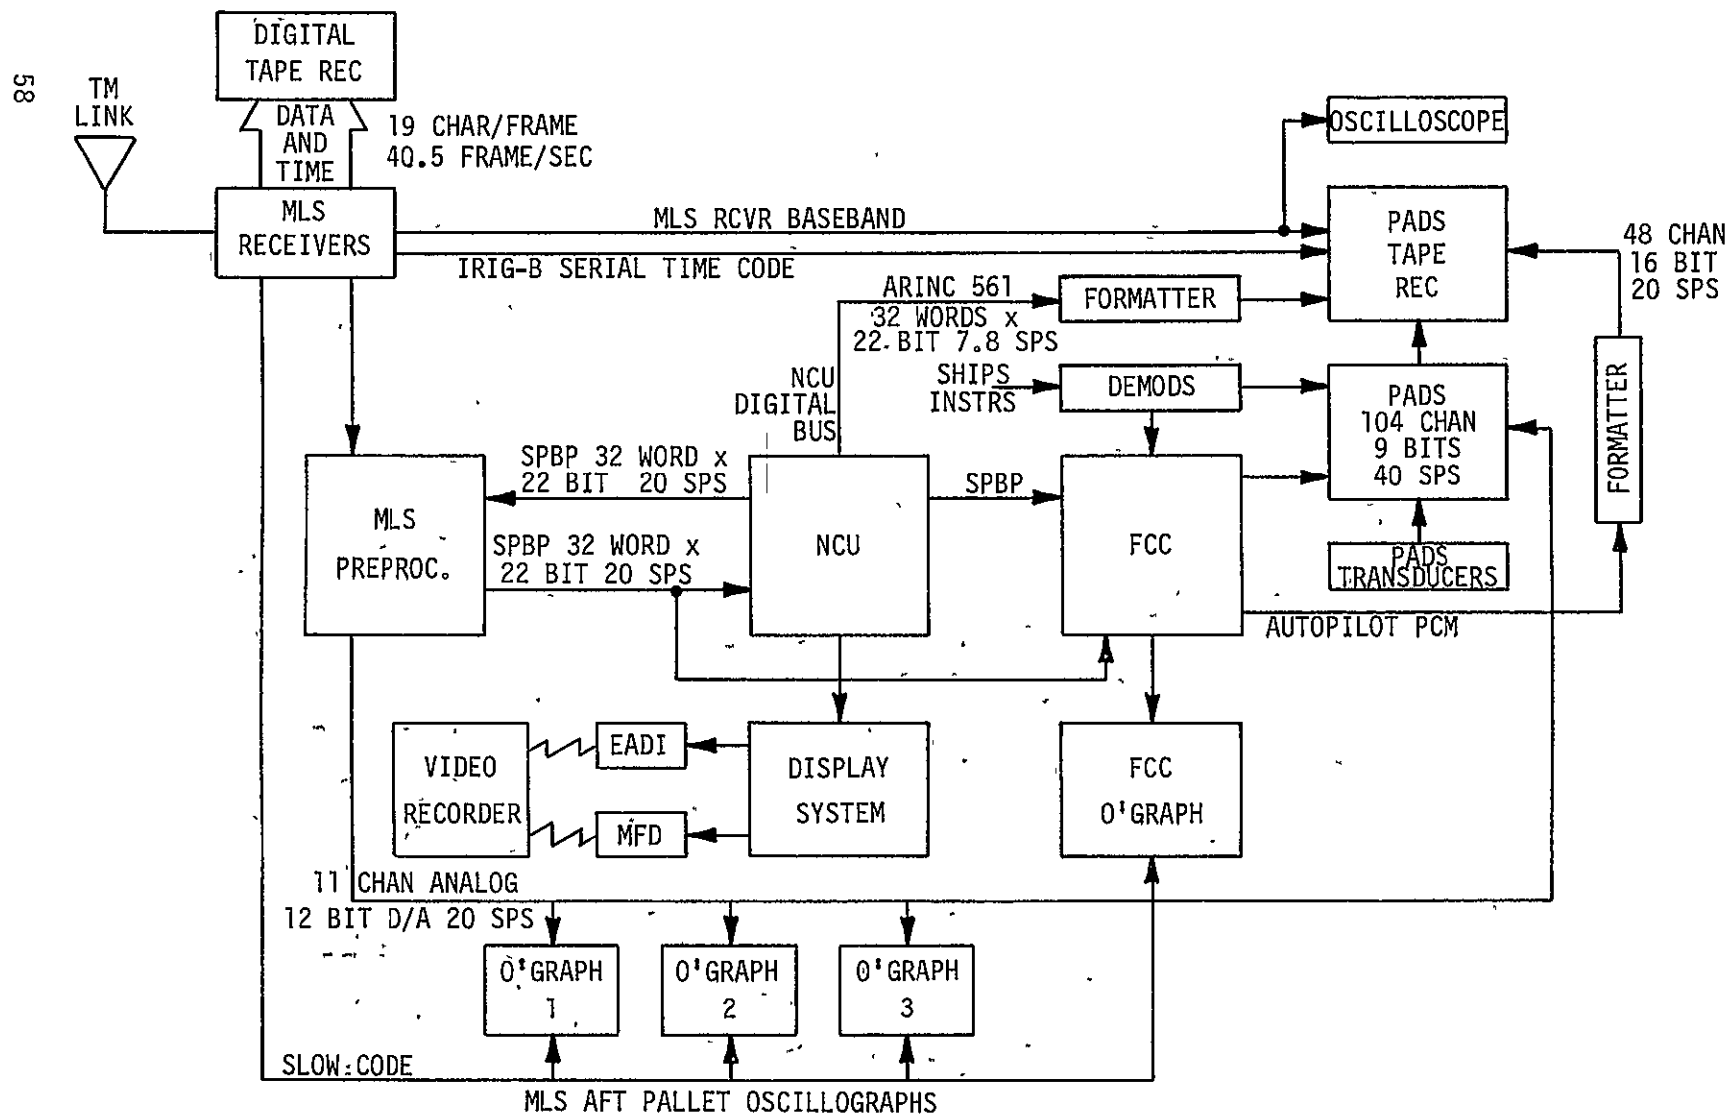 58
DIGITAL
TAPE REC
TM
LINK
DATA
AND
TIME
19 CHAR/FRAME
40.5 FRAME/SEC
OSCILLOSCOPE
MLS
RECEIVERS
MLS RCVR BASEBAND
IRIG-B SERIAL TIME CODE
PADS
TAPE
REC
48 CHAN
16 BIT
20 SPS
ARINC 561
32 WORDS x
22 BIT 7.8 SPS
FORMATTER
NCU
DIGITAL
BUS
SHIPS
INSTRS
DEMODS
PADS
104 CHAN
9 BITS
40 SPS
FORMATTER
SPBP 32 WORD x
22 BIT 20 SPS
MLS
PREPROC.
SPBP 32 WORD x
22 BIT 20 SPS
NCU
SPBP
FCC
PADS
TRANSDUCERS
AUTOPILOT PCM
VIDEO
RECORDER
EADI
MFD
DISPLAY
SYSTEM
FCC
O'GRAPH
11 CHAN ANALOG
12 BIT D/A 20 SPS
O'GRAPH
1
O'GRAPH
2
O'GRAPH
3
SLOW CODE
MLS AFT PALLET OSCILLOGRAPHS